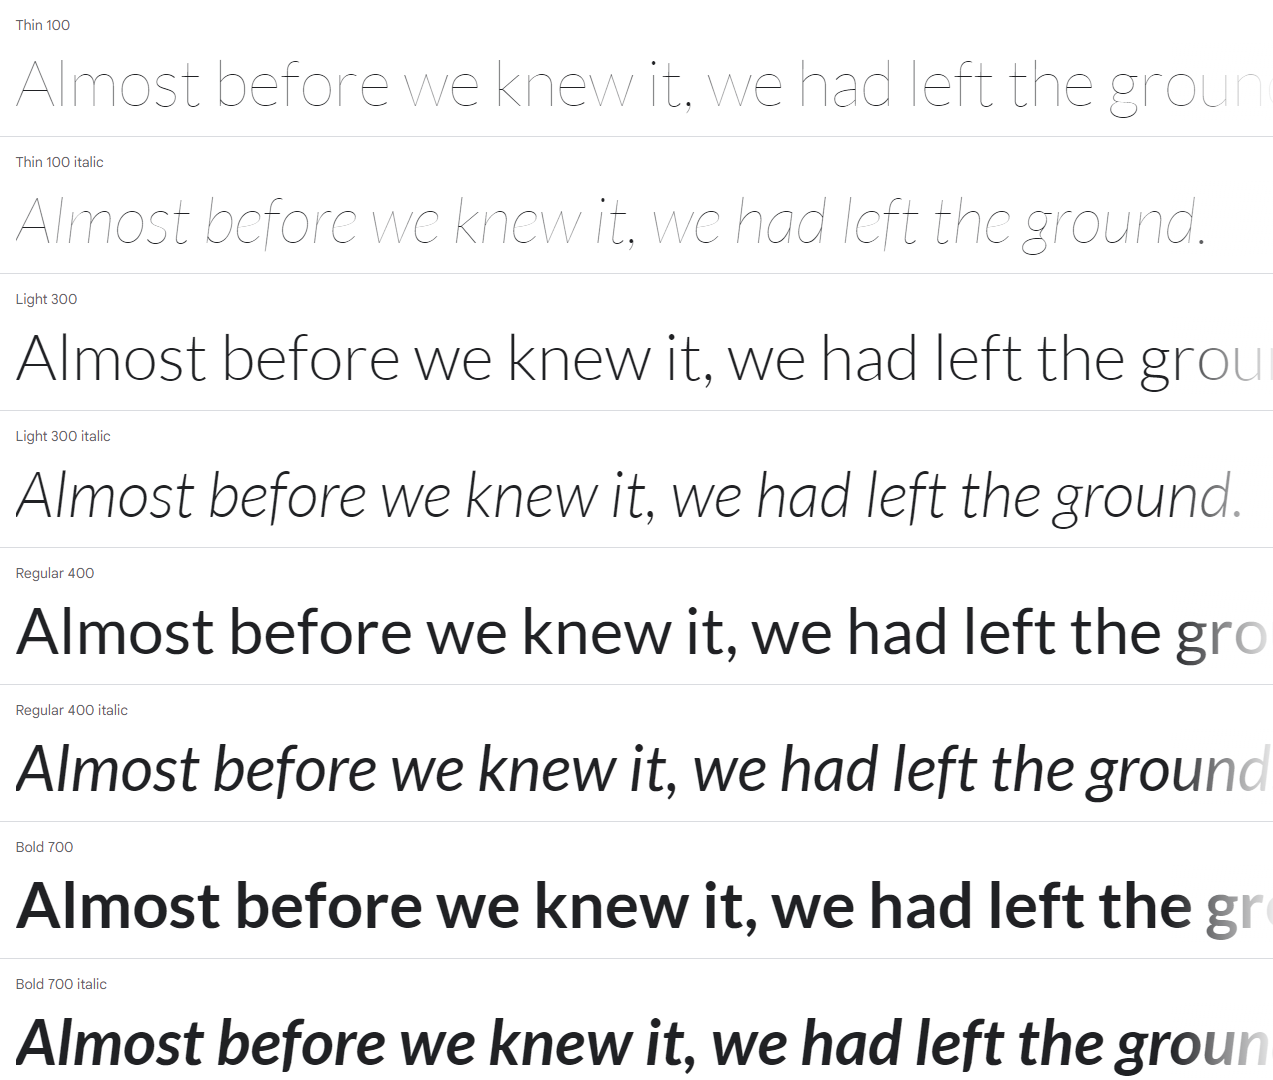 Thin 100
Almost before we knew it, we had left the groun
Thin 100 italic
Almost before we knew it, we had left the ground.
Light 300
Almost before we knew it, we had left the grou
Light 300 italic
Almost before we knew it, we had left the ground.
Regular 400
Almost before we knew it, we had left the gro
Regular 400 italic
Almost before we knew it, we had left the ground
Bold 700
Almost before we knew it, we had left the gr
Bold 700 italic
Almost before we knew it, we had left the groun